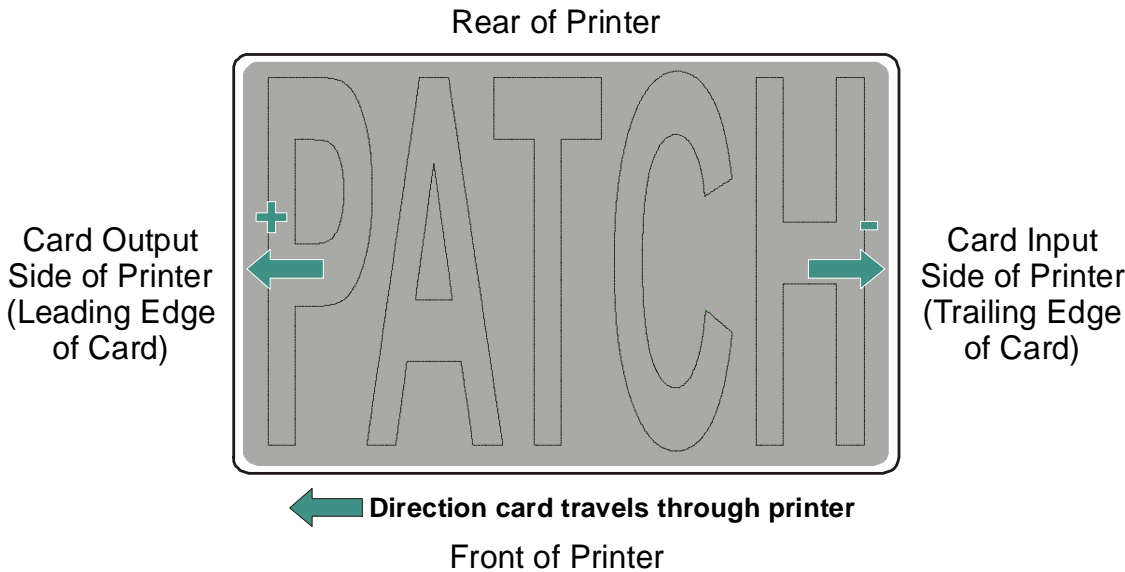 Rear of Printer
PATCH
+
-
Card Output
Side of Printer
(Leading Edge
of Card)
Card Input
Side of Printer
(Trailing Edge
of Card)
Direction card travels through printer
Front of Printer